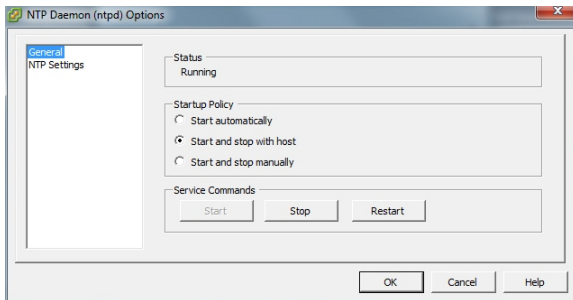 NTP Daemon (ntpd) Options
General
NTP Settings
Status
Running
Startup Policy
Start automatically
Start and stop with host
Start and stop manually
Service Commands
Start Stop Restart
OK Cancel Help